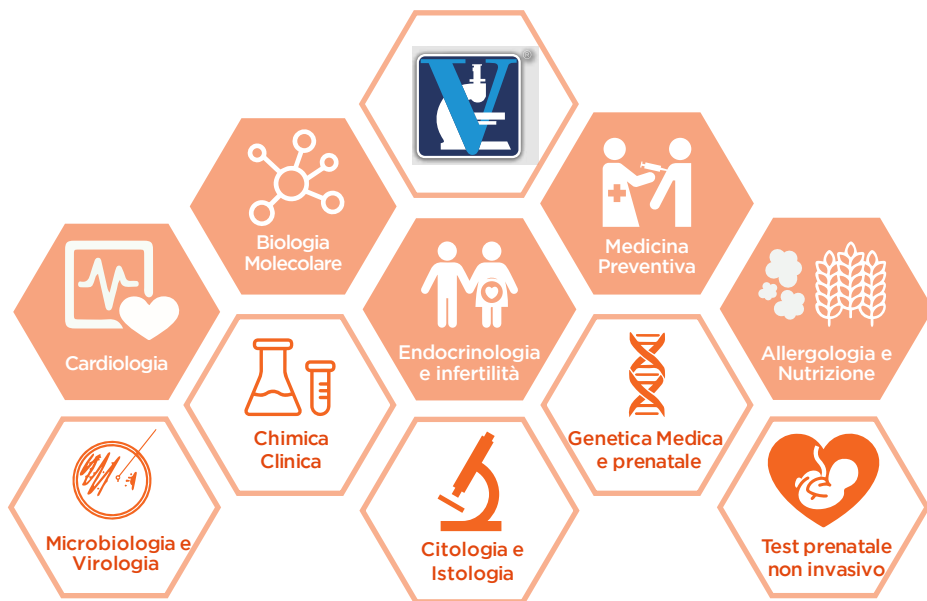 V
®
Biologia
Molecolare
Medicina
Preventiva
Cardiologia
Endocrinologia
e infertilità
Allergologia e
Nutrizione
Chimica
Clinica
Genetica Medica
e prenatale
Microbiologia e
Virologia
Citologia e
Istologia
Test prenatale
non invasivo